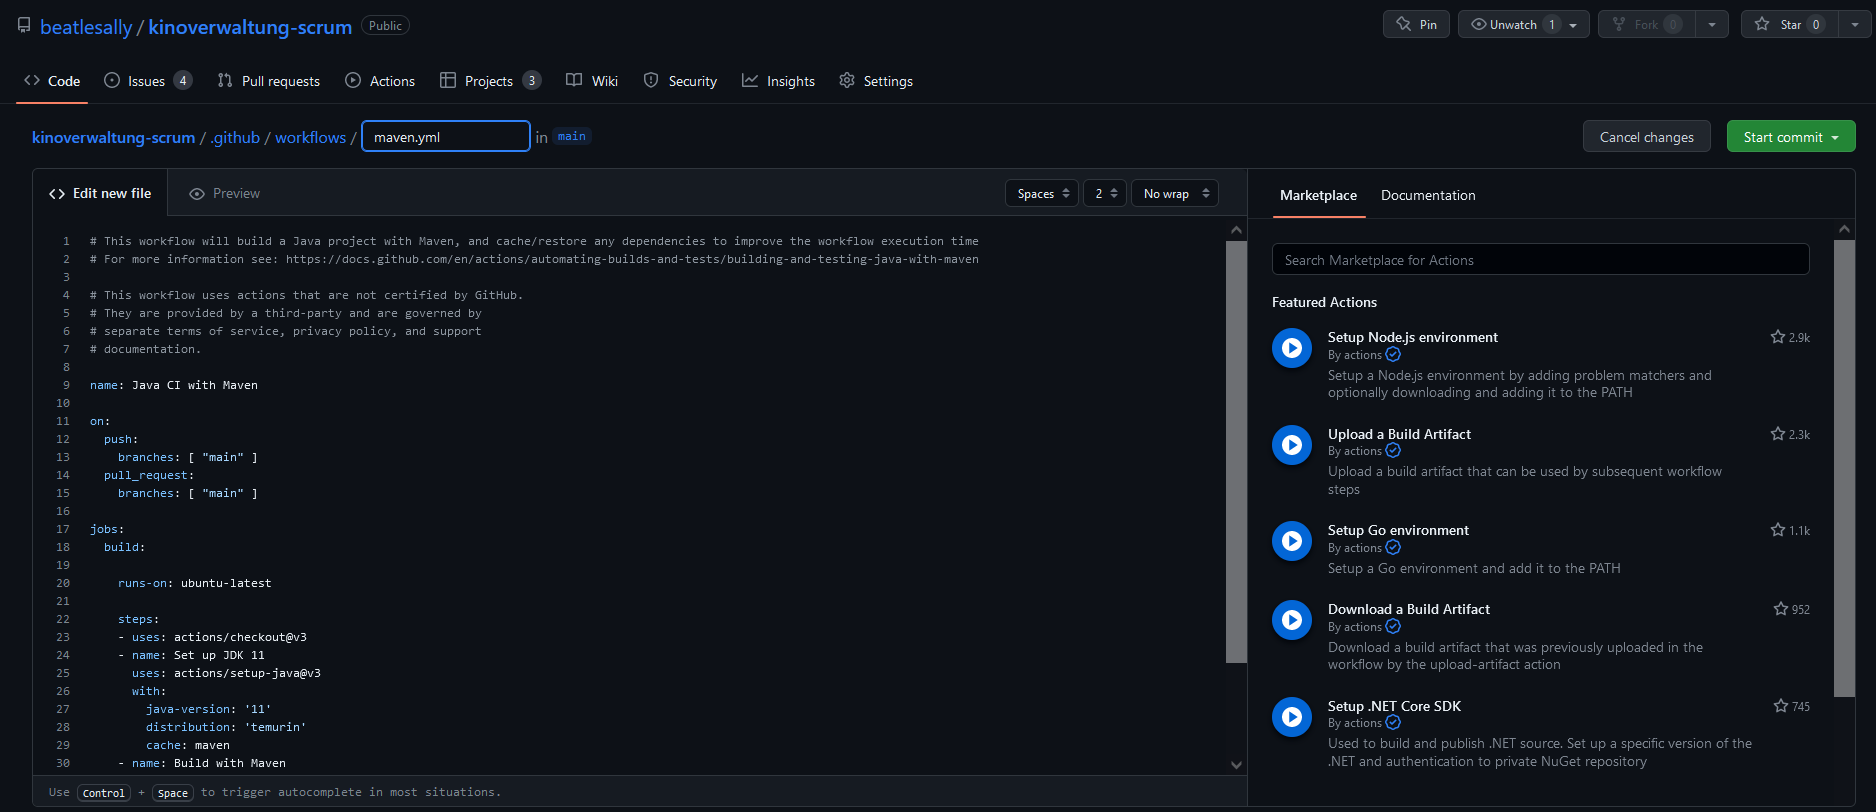 beatlesally / kinoverwaltung-scrum Public
Pin Unwatch 1 Fork 0 Star 0
Code Issues 4 Pull requests Actions Projects 3 Wiki Security Insights Settings
kinoverwaltung-scrum / .github / workflows / maven.yml in main
Cancel changes Start commit
Edit new file Preview
Spaces 2 No wrap
1 # This workflow will build a Java project with Maven, and cache/restore any dependencies to improve the workflow execution time
2 # For more information see: https://docs.github.com/en/actions/automating-builds-and-tests/building-and-testing-java-with-maven
3
4 # This workflow uses actions that are not certified by GitHub.
5 # They are provided by a third-party and are governed by
6 # separate terms of service, privacy policy, and support
7 # documentation.
8
9 name: Java CI with Maven
10
11 on:
12   push:
13     branches: [ "main" ]
14   pull_request:
15     branches: [ "main" ]
16
17 jobs:
18   build:
19
20     runs-on: ubuntu-latest
21
22     steps:
23     - uses: actions/checkout@v3
24     - name: Set up JDK 11
25       uses: actions/setup-java@v3
26       with:
27         java-version: '11'
28         distribution: 'temurin'
29         cache: maven
30     - name: Build with Maven
Use Control + Space to trigger autocomplete in most situations.
Marketplace Documentation
Search Marketplace for Actions
Featured Actions
Setup Node.js environment 2.9k
By actions
Setup a Node.js environment by adding problem matchers and
optionally downloading and adding it to the PATH
Upload a Build Artifact 2.3k
By actions
Upload a build artifact that can be used by subsequent workflow
steps
Setup Go environment 1.1k
By actions
Setup a Go environment and add it to the PATH
Download a Build Artifact 952
By actions
Download a build artifact that was previously uploaded in the
workflow by the upload-artifact action
Setup .NET Core SDK 745
By actions
Used to build and publish .NET source. Set up a specific version of the
.NET and authentication to private NuGet repository